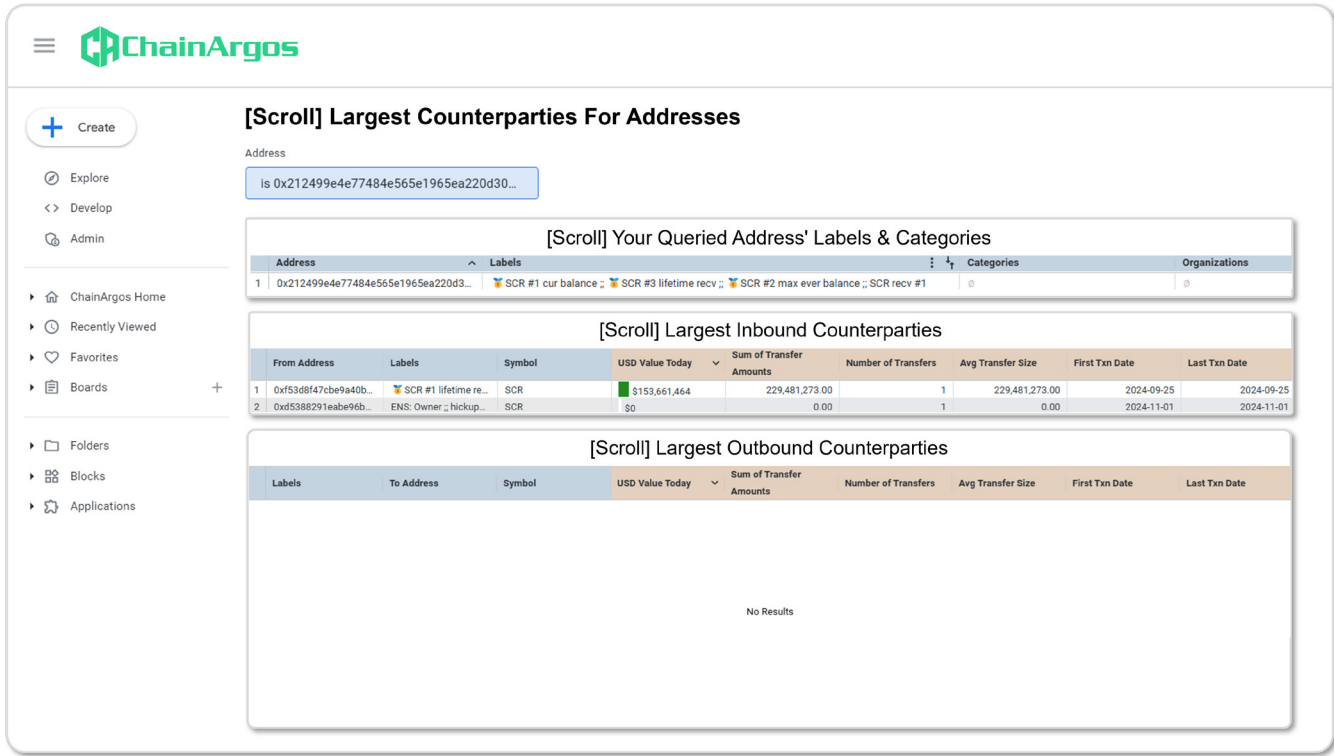 ChainArgos
Create
Explore
Develop
Admin
ChainArgos Home
Recently Viewed
Favorites
Boards
Folders
Blocks
Applications
[Scroll] Largest Counterparties For Addresses
Address
is 0x212499e4e77484e565e1965ea220d30...
[Scroll] Your Queried Address' Labels & Categories
Address Labels Categories Organizations
1 0x212499e4e77484e565e1965ea220d3... 🥇 SCR #1 cur balance ;; 🥇 SCR #3 lifetime recv ;; 🥇 SCR #2 max ever balance ;; SCR recv #1 ∅ ∅
[Scroll] Largest Inbound Counterparties
From Address Labels Symbol USD Value Today Sum of Transfer Amounts Number of Transfers Avg Transfer Size First Txn Date Last Txn Date
1 0xf53d8f47cbe9a40b... 🥇 SCR #1 lifetime re... SCR $153,661,464 229,481,273.00 1 229,481,273.00 2024-09-25 2024-09-25
2 0xd5388291eabe96b... ENS: Owner ;; hickup... SCR $0 0.00 1 0.00 2024-11-01 2024-11-01
[Scroll] Largest Outbound Counterparties
Labels To Address Symbol USD Value Today Sum of Transfer Amounts Number of Transfers Avg Transfer Size First Txn Date Last Txn Date
No Results